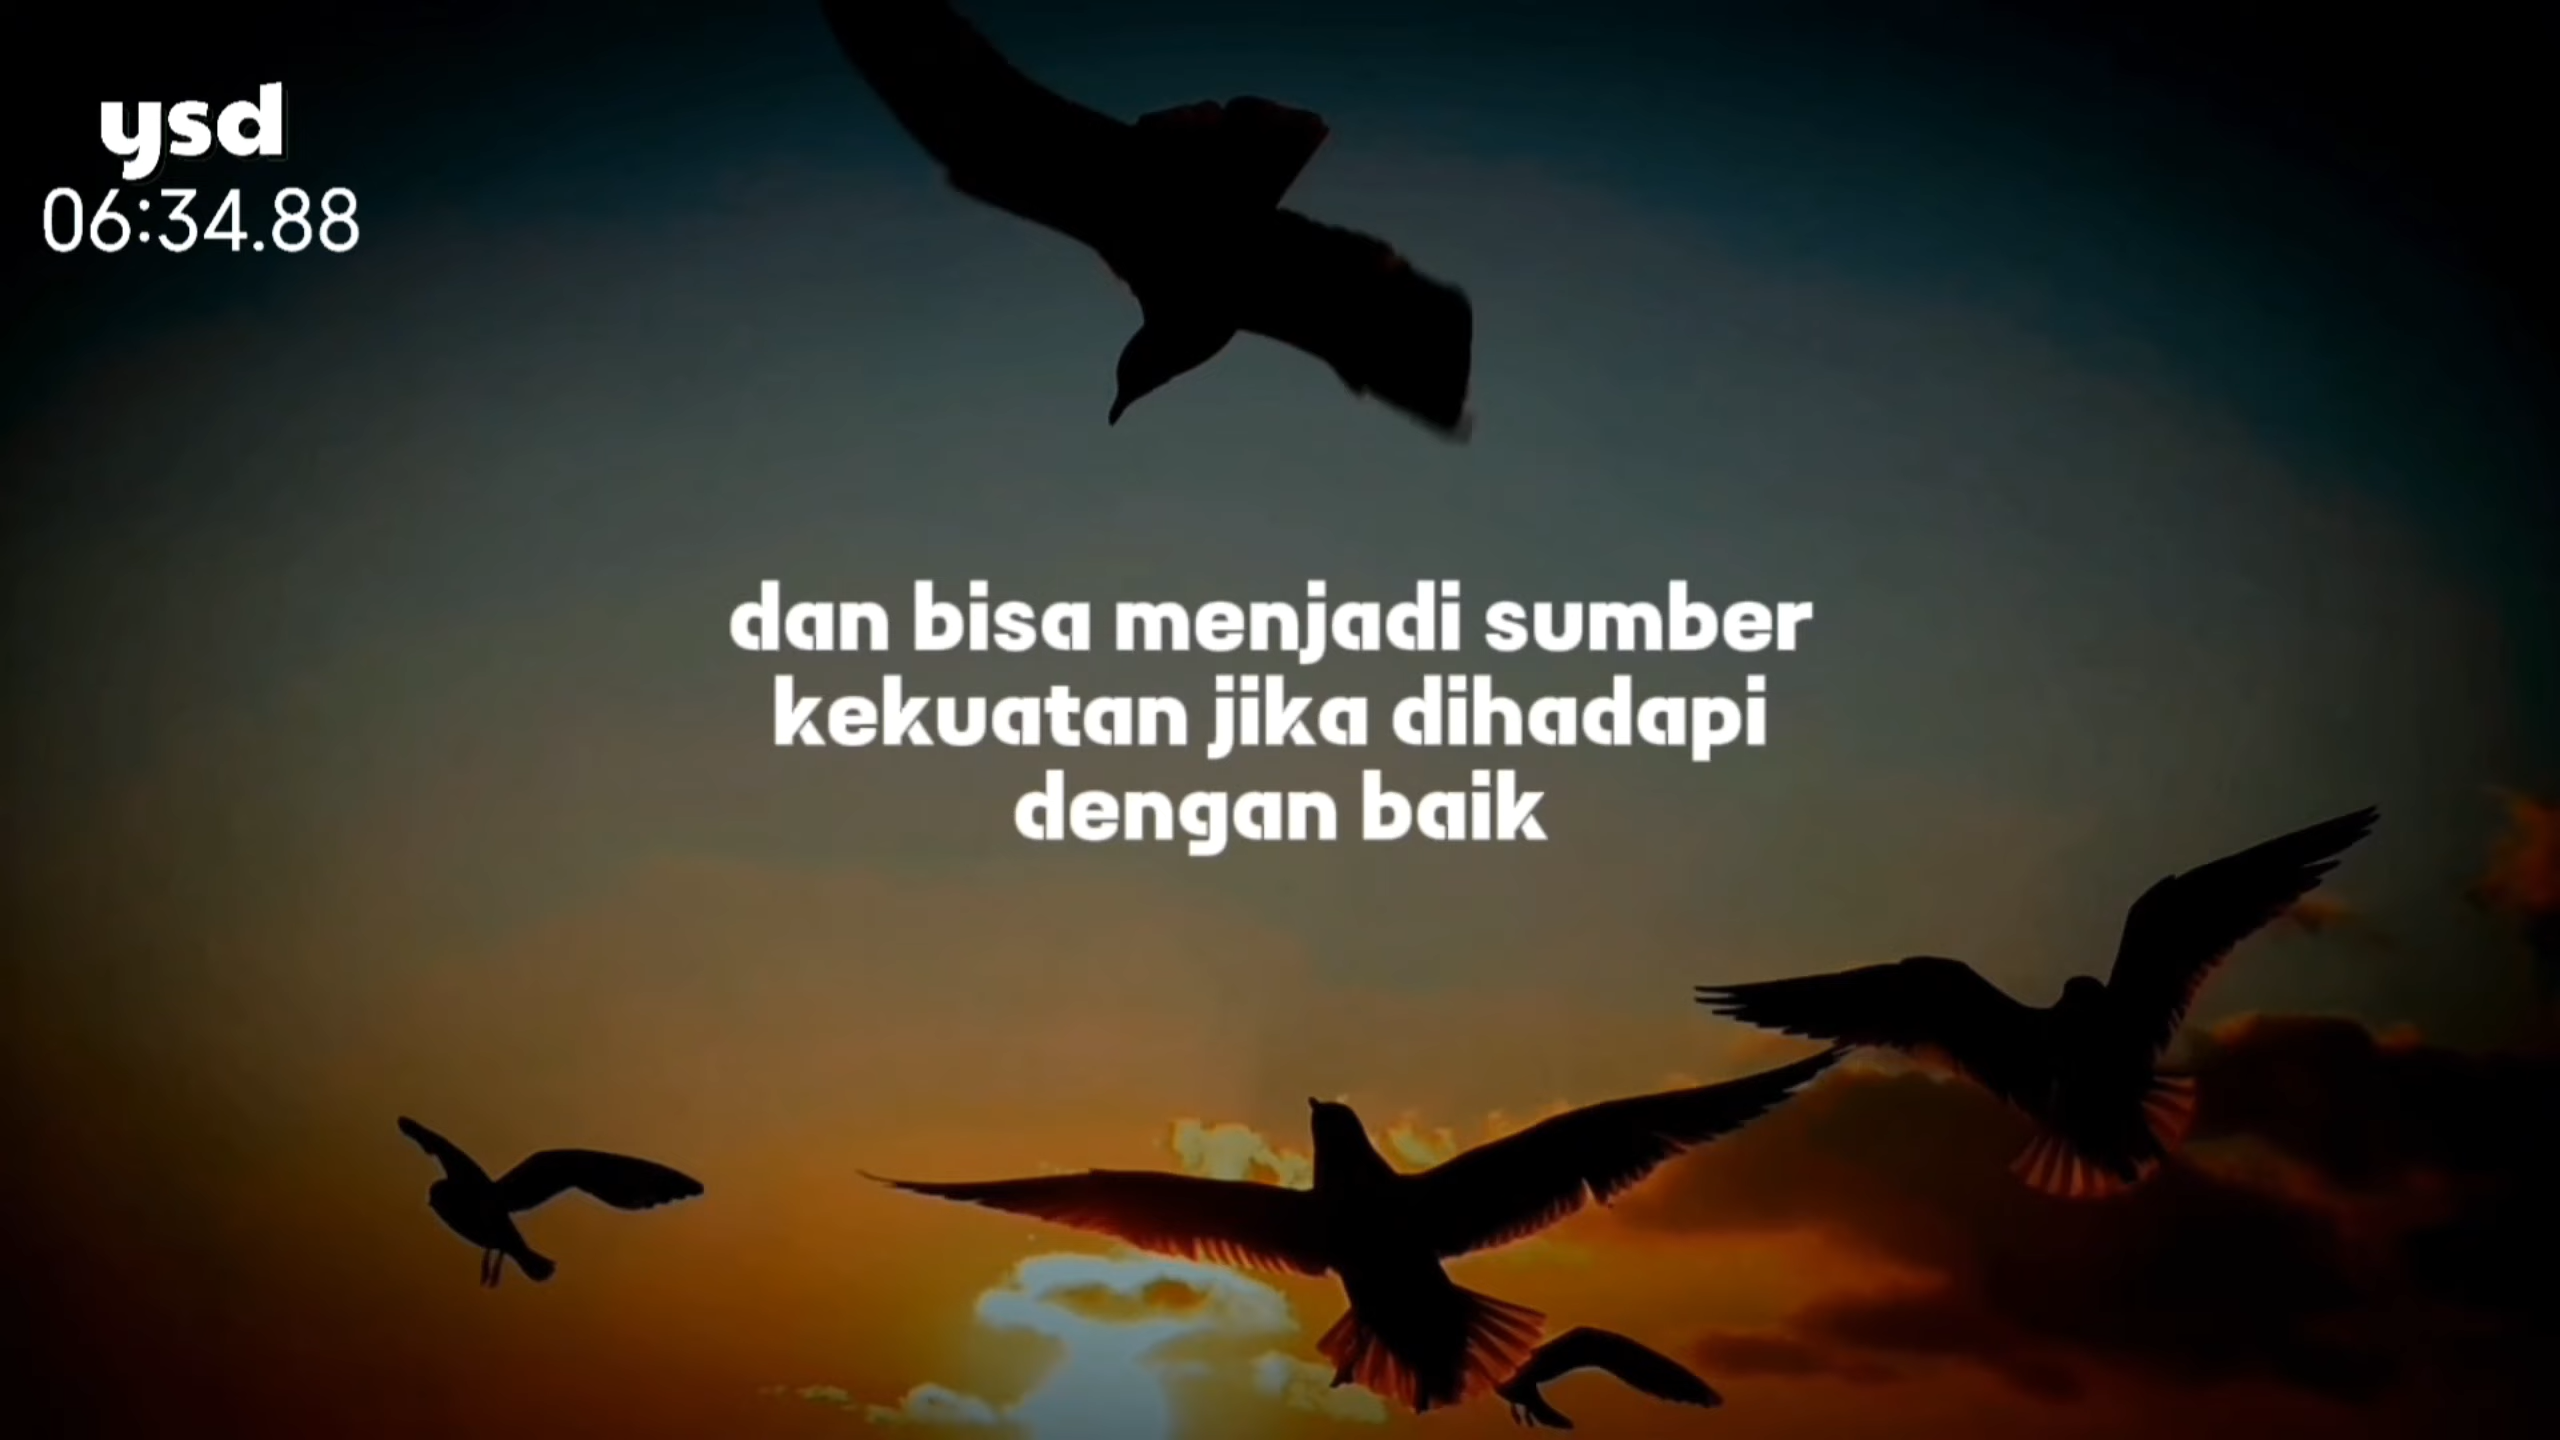 ysd
06:34.88
dan bisa menjadi sumber
kekuatan jika dihadapi
dengan baik